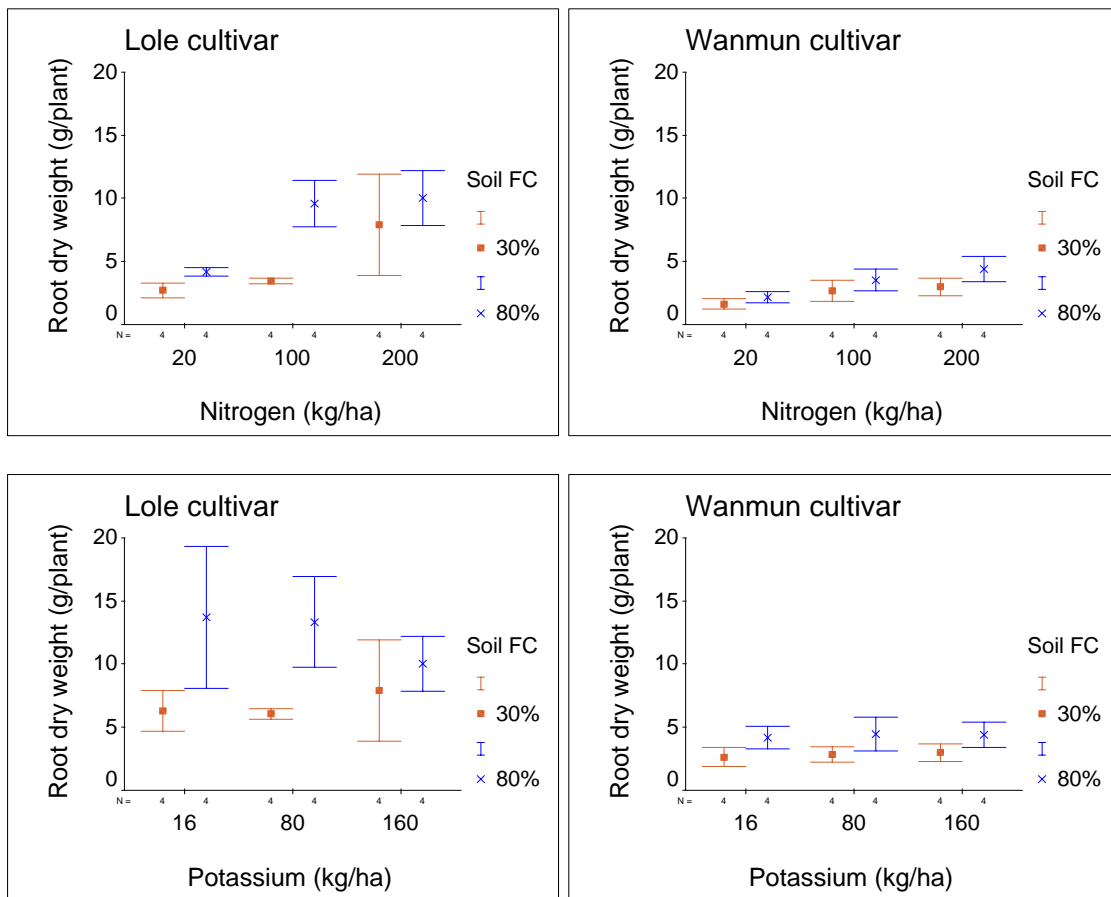 Lole cultivar
Root dry weight (g/plant)
20
15
10
5
0
N = 4 4 4 4 4 4
20 100 200
Nitrogen (kg/ha)
Soil FC
30%
80%
Wanmun cultivar
Root dry weight (g/plant)
20
15
10
5
0
N = 4 4 4 4 4 4
20 100 200
Nitrogen (kg/ha)
Soil FC
30%
80%
Lole cultivar
Root dry weight (g/plant)
20
15
10
5
0
N = 4 4 4 4 4 4
16 80 160
Potassium (kg/ha)
Soil FC
30%
80%
Wanmun cultivar
Root dry weight (g/plant)
20
15
10
5
0
N = 4 4 4 4 4 4
16 80 160
Potassium (kg/ha)
Soil FC
30%
80%